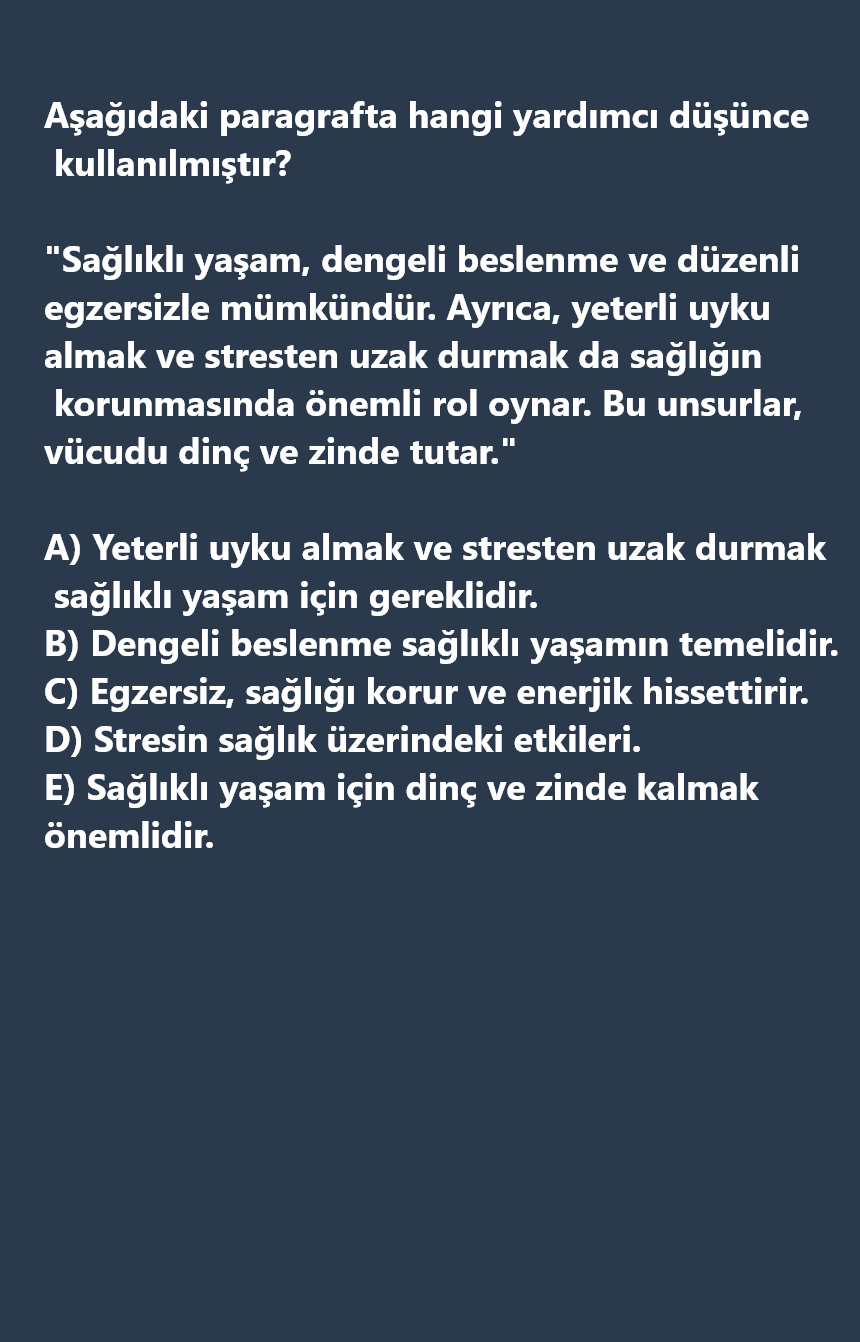 Aşağıdaki paragrafta hangi yardımcı düşünce
kullanılmıştır?
"Sağlıklı yaşam, dengeli beslenme ve düzenli
egzersizle mümkündür. Ayrıca, yeterli uyku
almak ve stresten uzak durmak da sağlığın
korunmasında önemli rol oynar. Bu unsurlar,
vücudu dinç ve zinde tutar."
A) Yeterli uyku almak ve stresten uzak durmak
sağlıklı yaşam için gereklidir.
B) Dengeli beslenme sağlıklı yaşamın temelidir.
C) Egzersiz, sağlığı korur ve enerjik hissettirir.
D) Stresin sağlık üzerindeki etkileri.
E) Sağlıklı yaşam için dinç ve zinde kalmak
önemlidir.